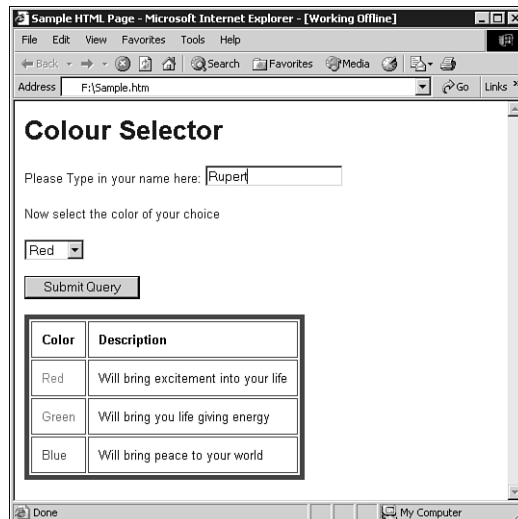 Sample HTML Page - Microsoft Internet Explorer - [Working Offline]
File Edit View Favorites Tools Help
Back Search Favorites Media
Address F:\Sample.htm Go Links »
Colour Selector
Please Type in your name here: Rupert
Now select the color of your choice
Red
Submit Query
Color Description
Red Will bring excitement into your life
Green Will bring you life giving energy
Blue Will bring peace to your world
Done My Computer